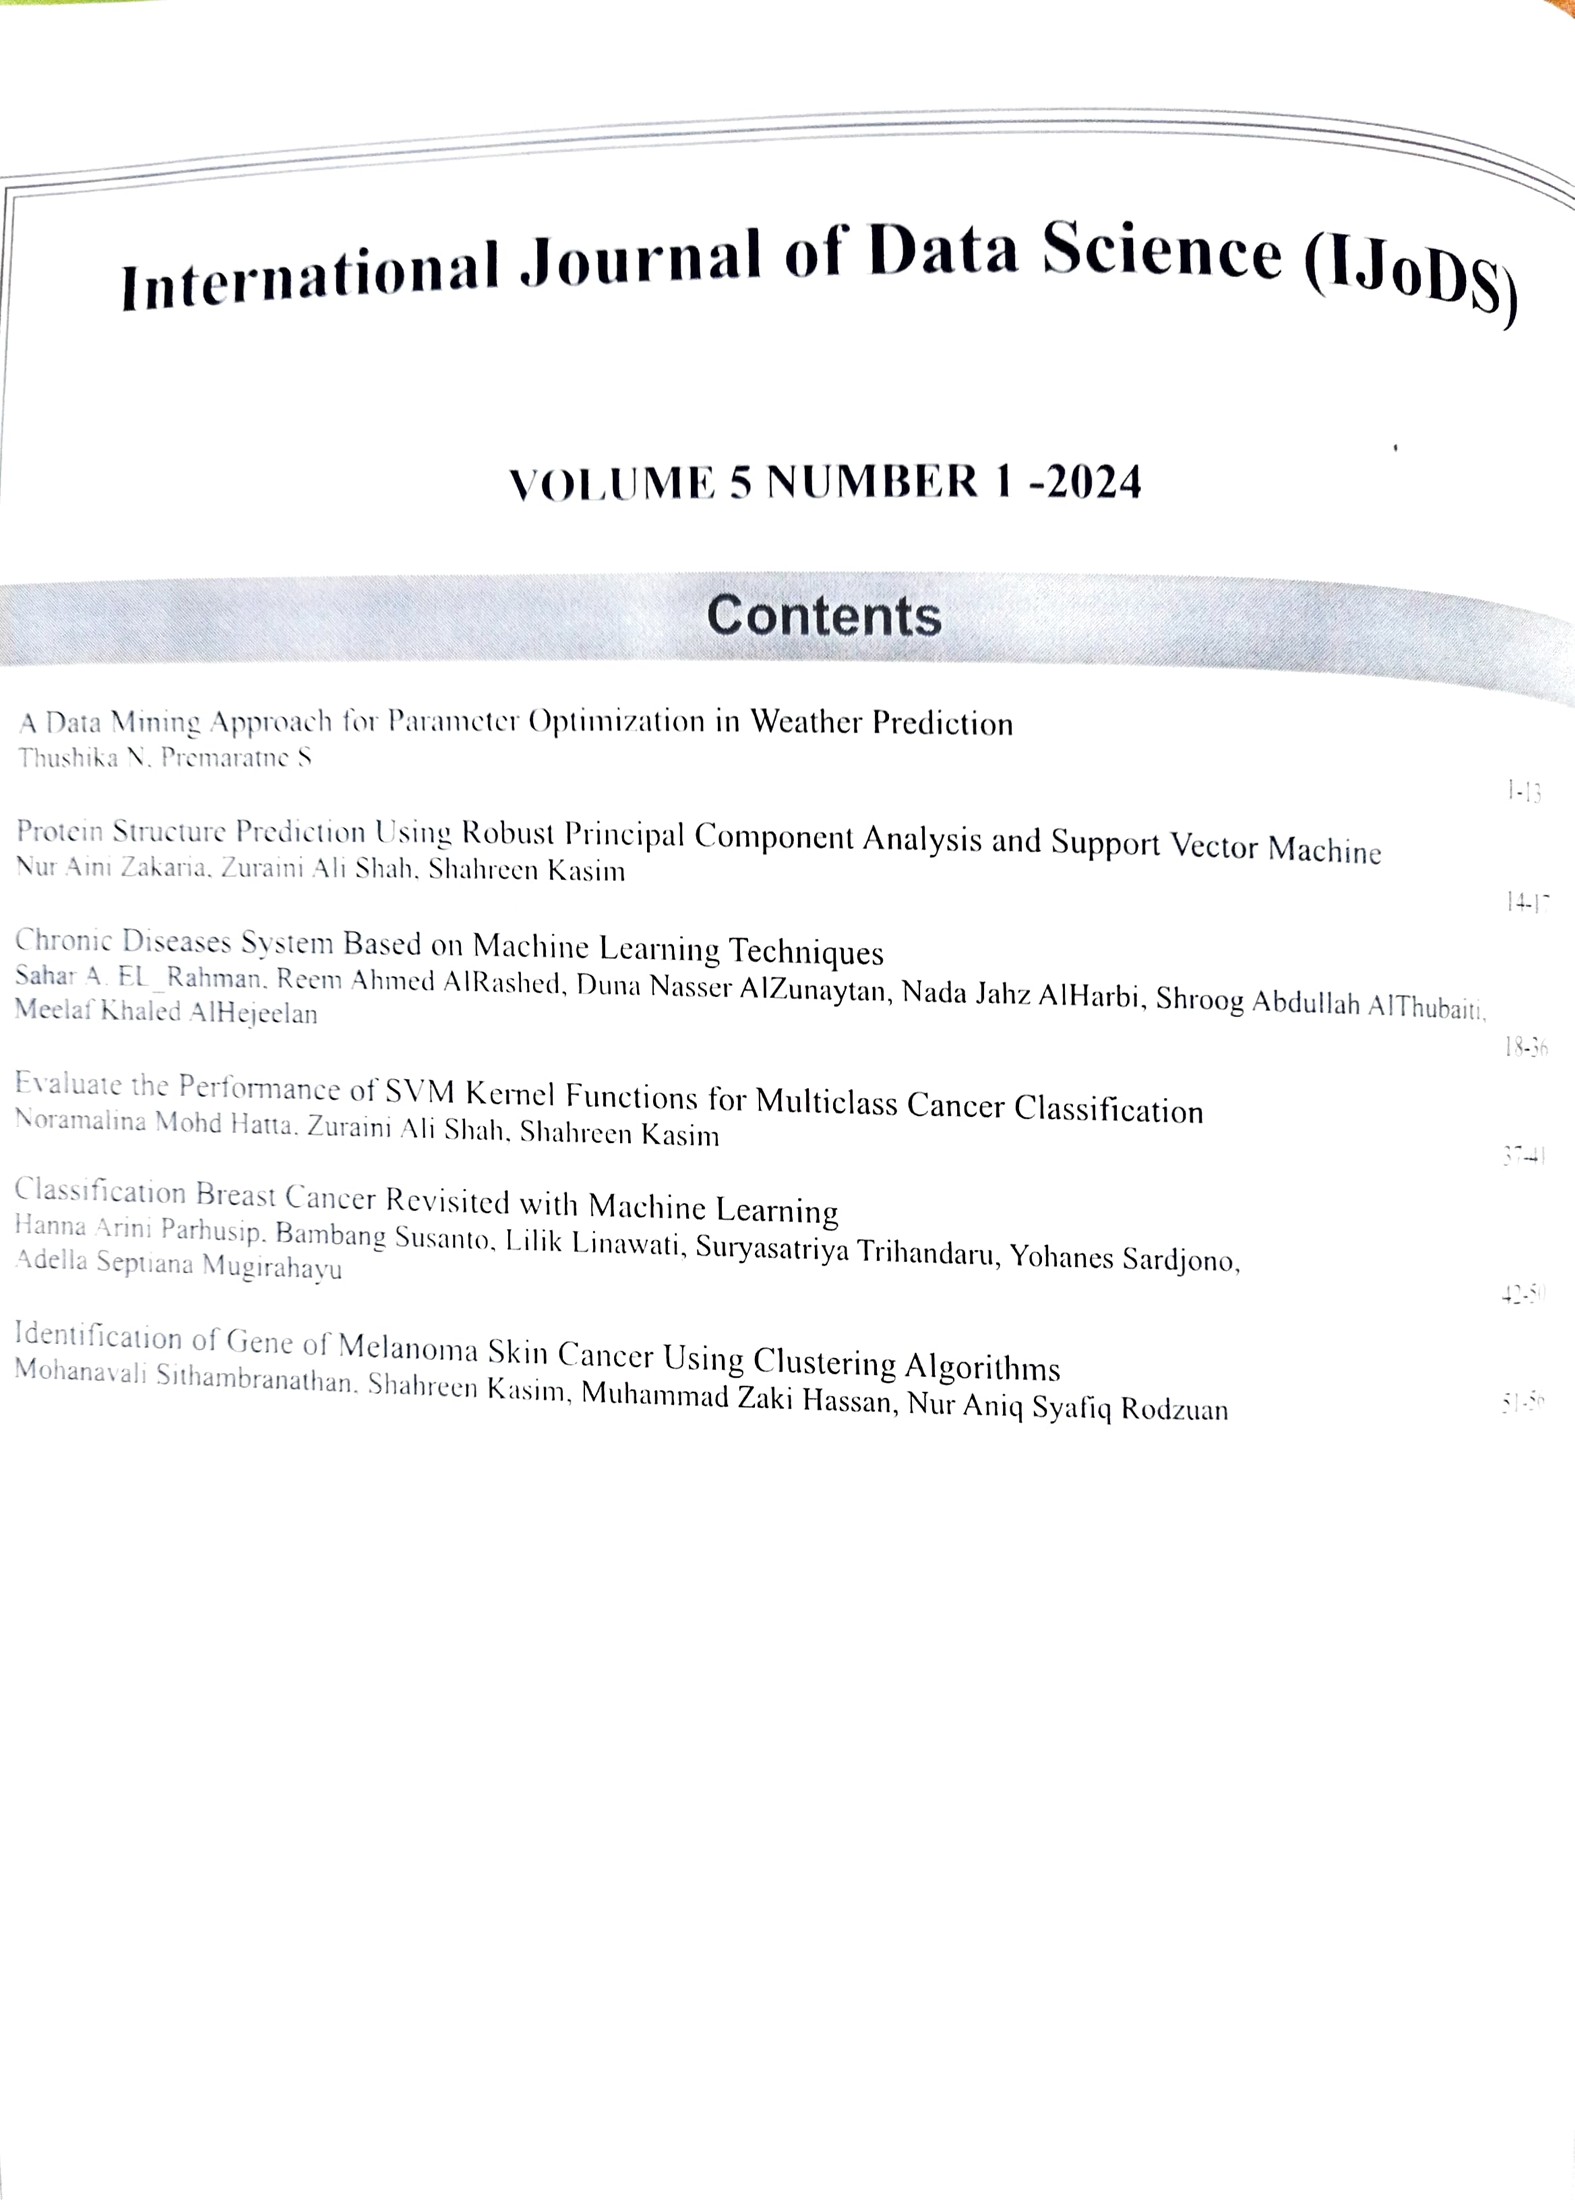 International Journal of Data Science (IJoDS)
VOLUME 5 NUMBER 1 -2024
Contents
A Data Mining Approach for Parameter Optimization in Weather Prediction
Thushika N. Premaratne S
1-13
Protein Structure Prediction Using Robust Principal Component Analysis and Support Vector Machine
Nur Aini Zakaria, Zuraini Ali Shah, Shahreen Kasim
14-17
Chronic Diseases System Based on Machine Learning Techniques
Sahar A. EL_Rahman, Reem Ahmed AlRashed, Duna Nasser AlZunaytan, Nada Jahz AlHarbi, Shroog Abdullah AlThubaiti,
Meelaf Khaled AlHejeelan
18-36
Evaluate the Performance of SVM Kernel Functions for Multiclass Cancer Classification
Noramalina Mohd Hatta, Zuraini Ali Shah, Shahreen Kasim
37-41
Classification Breast Cancer Revisited with Machine Learning
Hanna Arini Parhusip, Bambang Susanto, Lilik Linawati, Suryasatriya Trihandaru, Yohanes Sardjono,
Adella Septiana Mugirahayu
42-50
Identification of Gene of Melanoma Skin Cancer Using Clustering Algorithms
Mohanavali Sithambranathan, Shahreen Kasim, Muhammad Zaki Hassan, Nur Aniq Syafiq Rodzuan
51-56